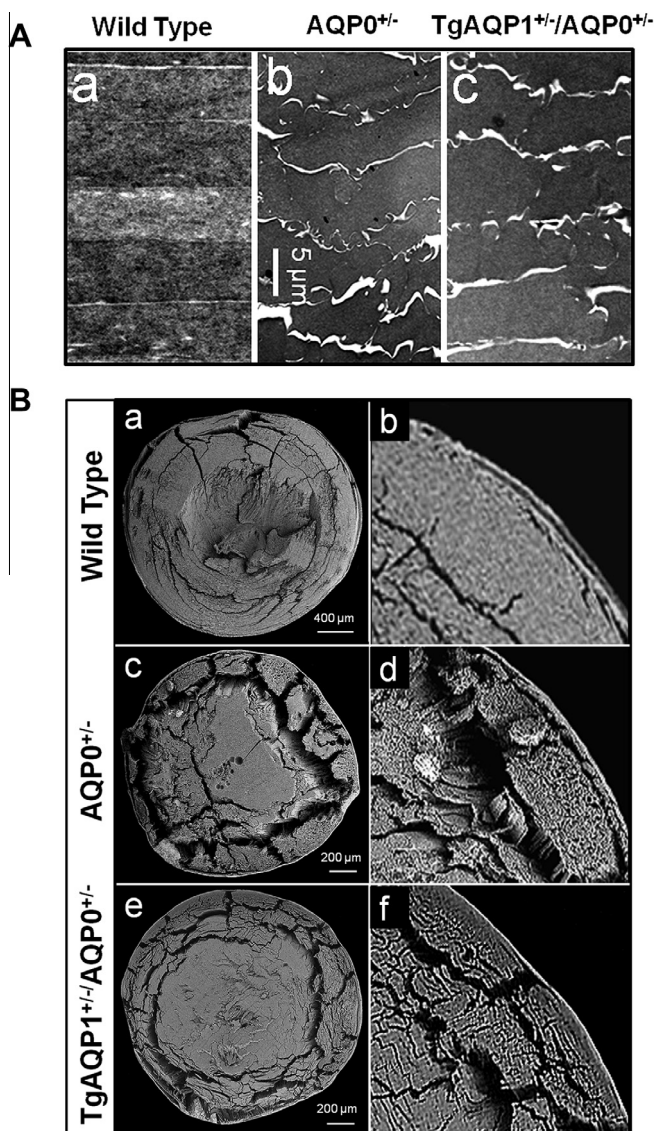 A
Wild Type AQP0+/- TgAQP1+/-/AQP0+/-
a b c
5 µm
B
Wild Type
a b
400 µm
AQP0+/-
c d
200 µm
TgAQP1+/-/AQP0+/-
e f
200 µm